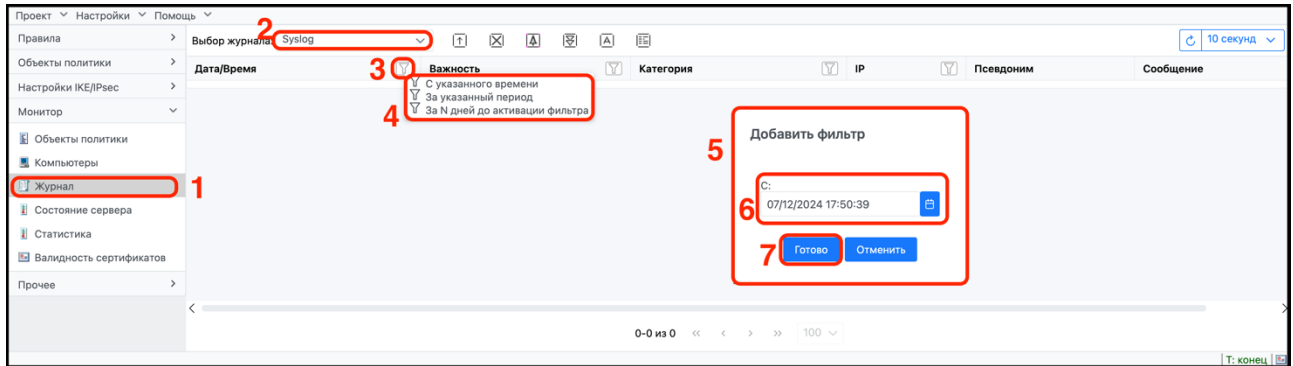 Проект Настройки Помощь
Правила
Объекты политики
Настройки IKE/IPsec
Монитор
Объекты политики
Компьютеры
Журнал
1
Состояние сервера
Статистика
Валидность сертификатов
Прочее
2
Выбор журнала: Syslog
10 секунд
Дата/Время 3 Важность Категория IP Псевдоним Сообщение
4
С указанного времени
За указанный период
За N дней до активации фильтра
5
Добавить фильтр
6
С:
07/12/2024 17:50:39
7
Готово Отменить
0-0 из 0 << < > >> 100
Т: конец